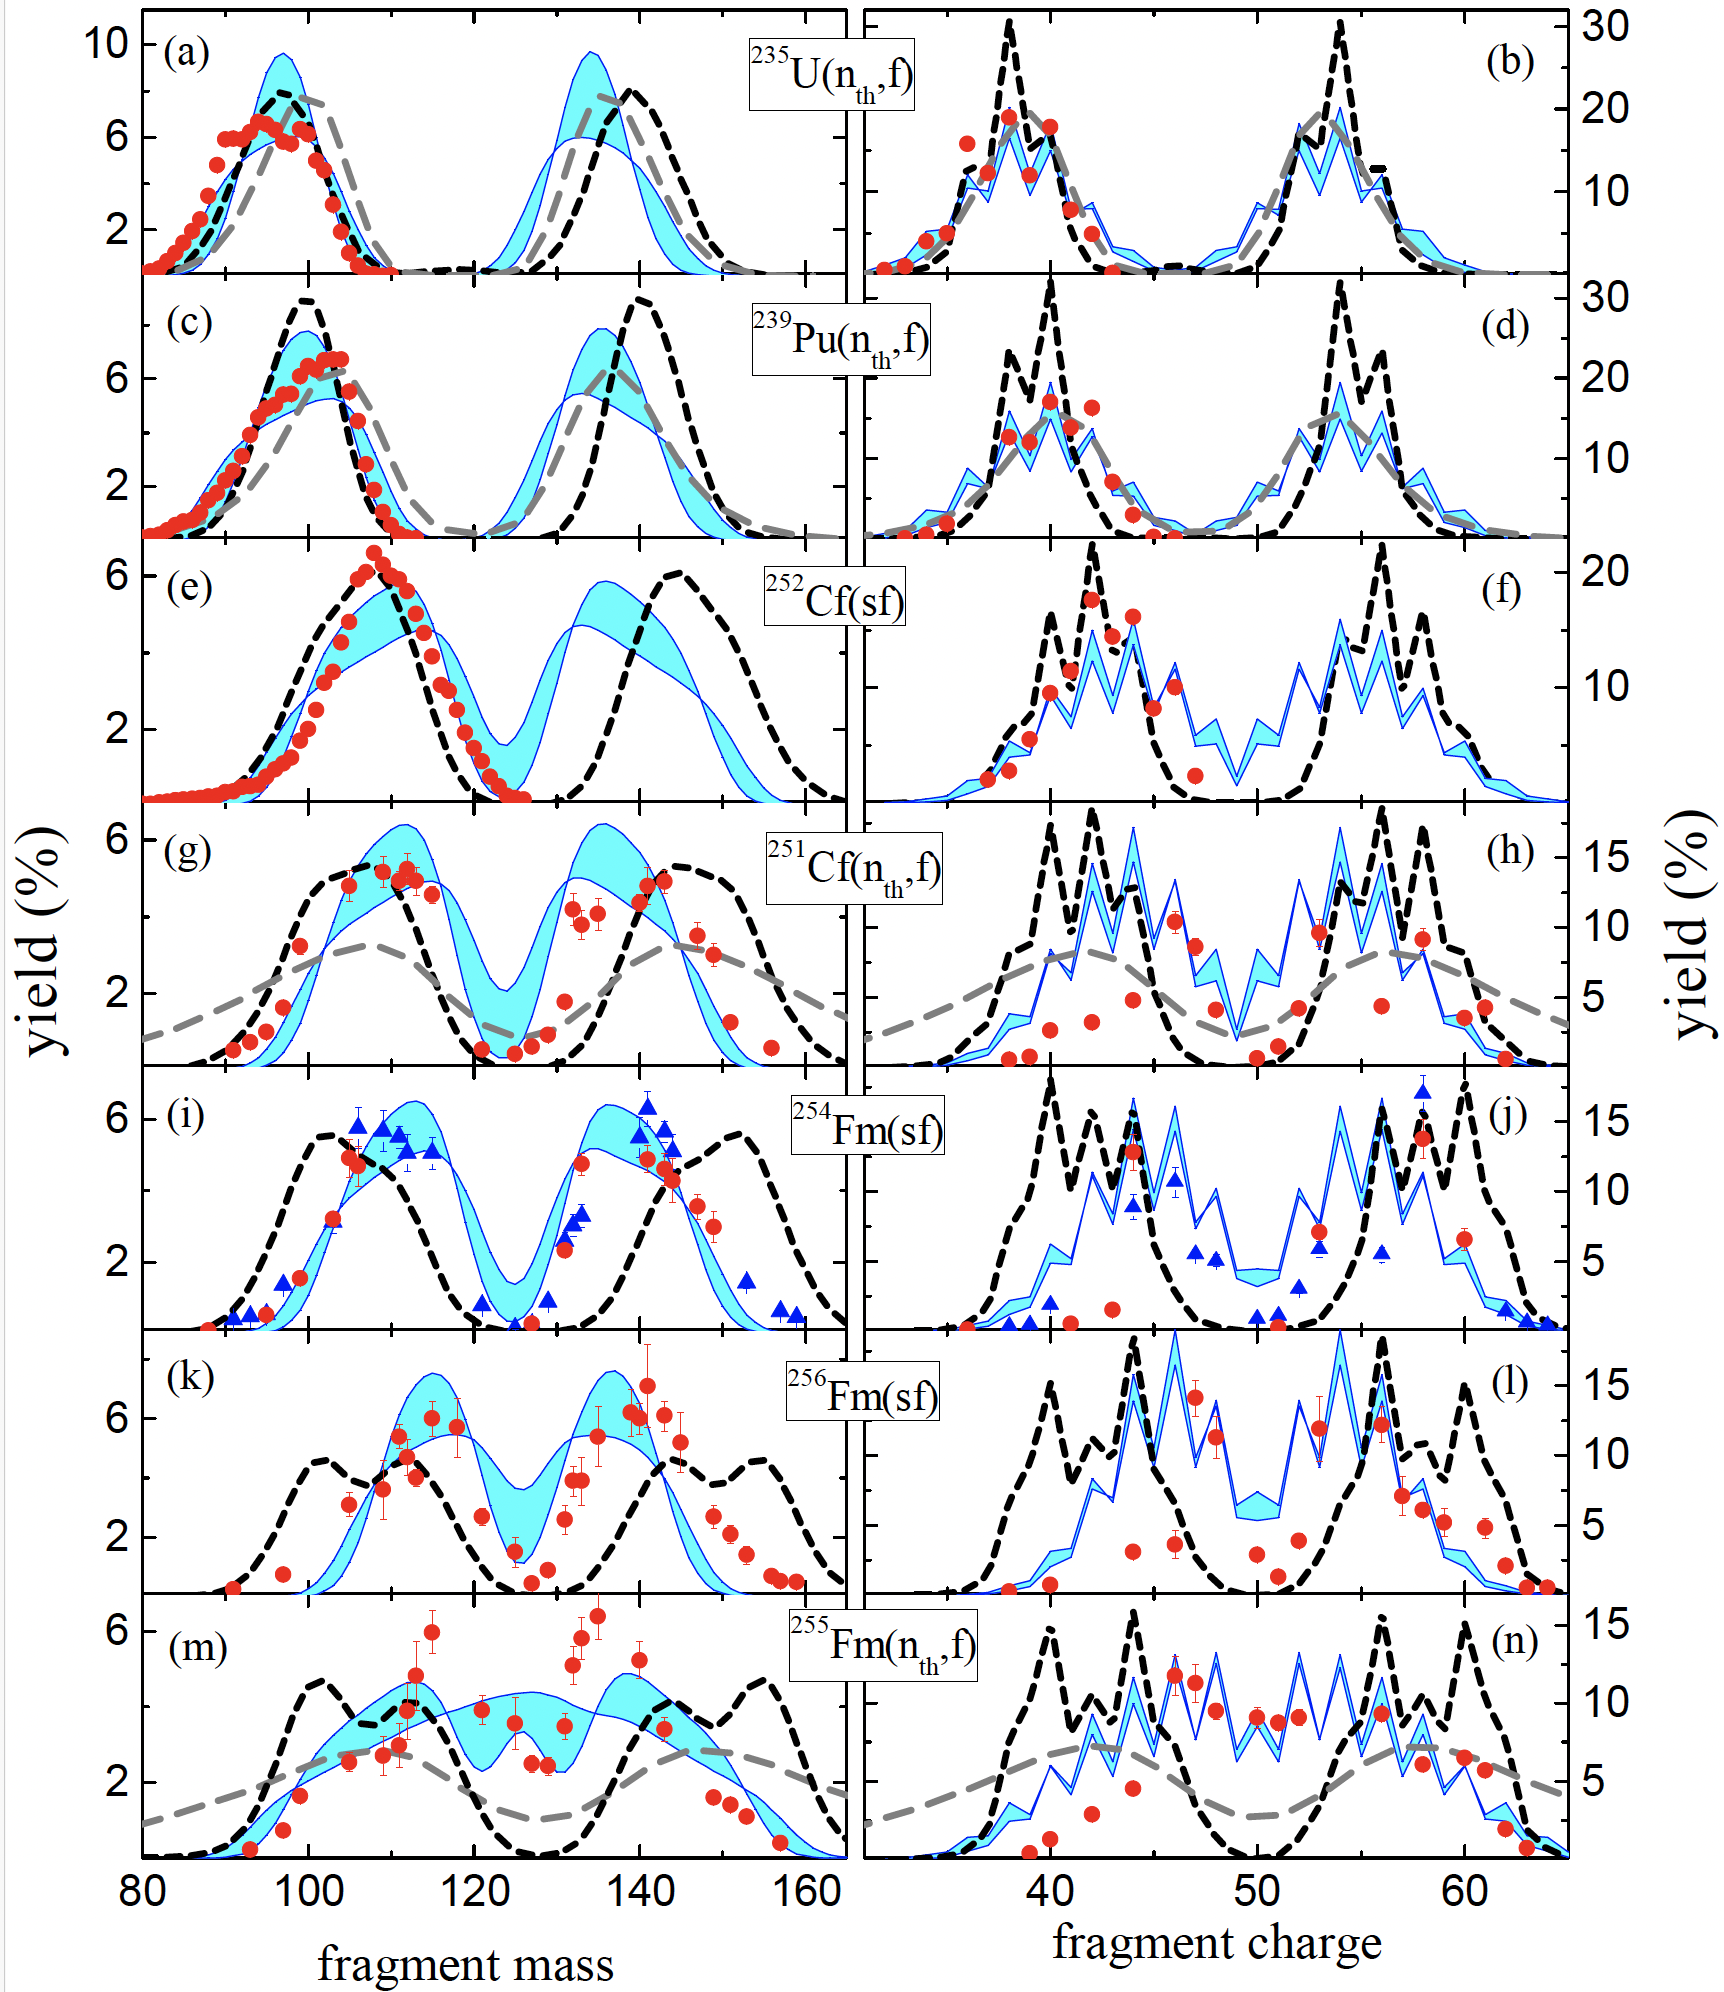 (a)
10
6
2
235U(nth,f)
(b)
30
20
10
(c)
6
2
239Pu(nth,f)
(d)
30
20
10
(e)
6
2
252Cf(sf)
(f)
20
10
(g)
6
2
251Cf(nth,f)
(h)
15
10
5
yield (%)
yield (%)
(i)
6
2
254Fm(sf)
(j)
15
10
5
(k)
6
2
256Fm(sf)
(l)
15
10
5
(m)
6
2
255Fm(nth,f)
(n)
15
10
5
80 100 120 140 160
40 50 60
fragment mass
fragment charge